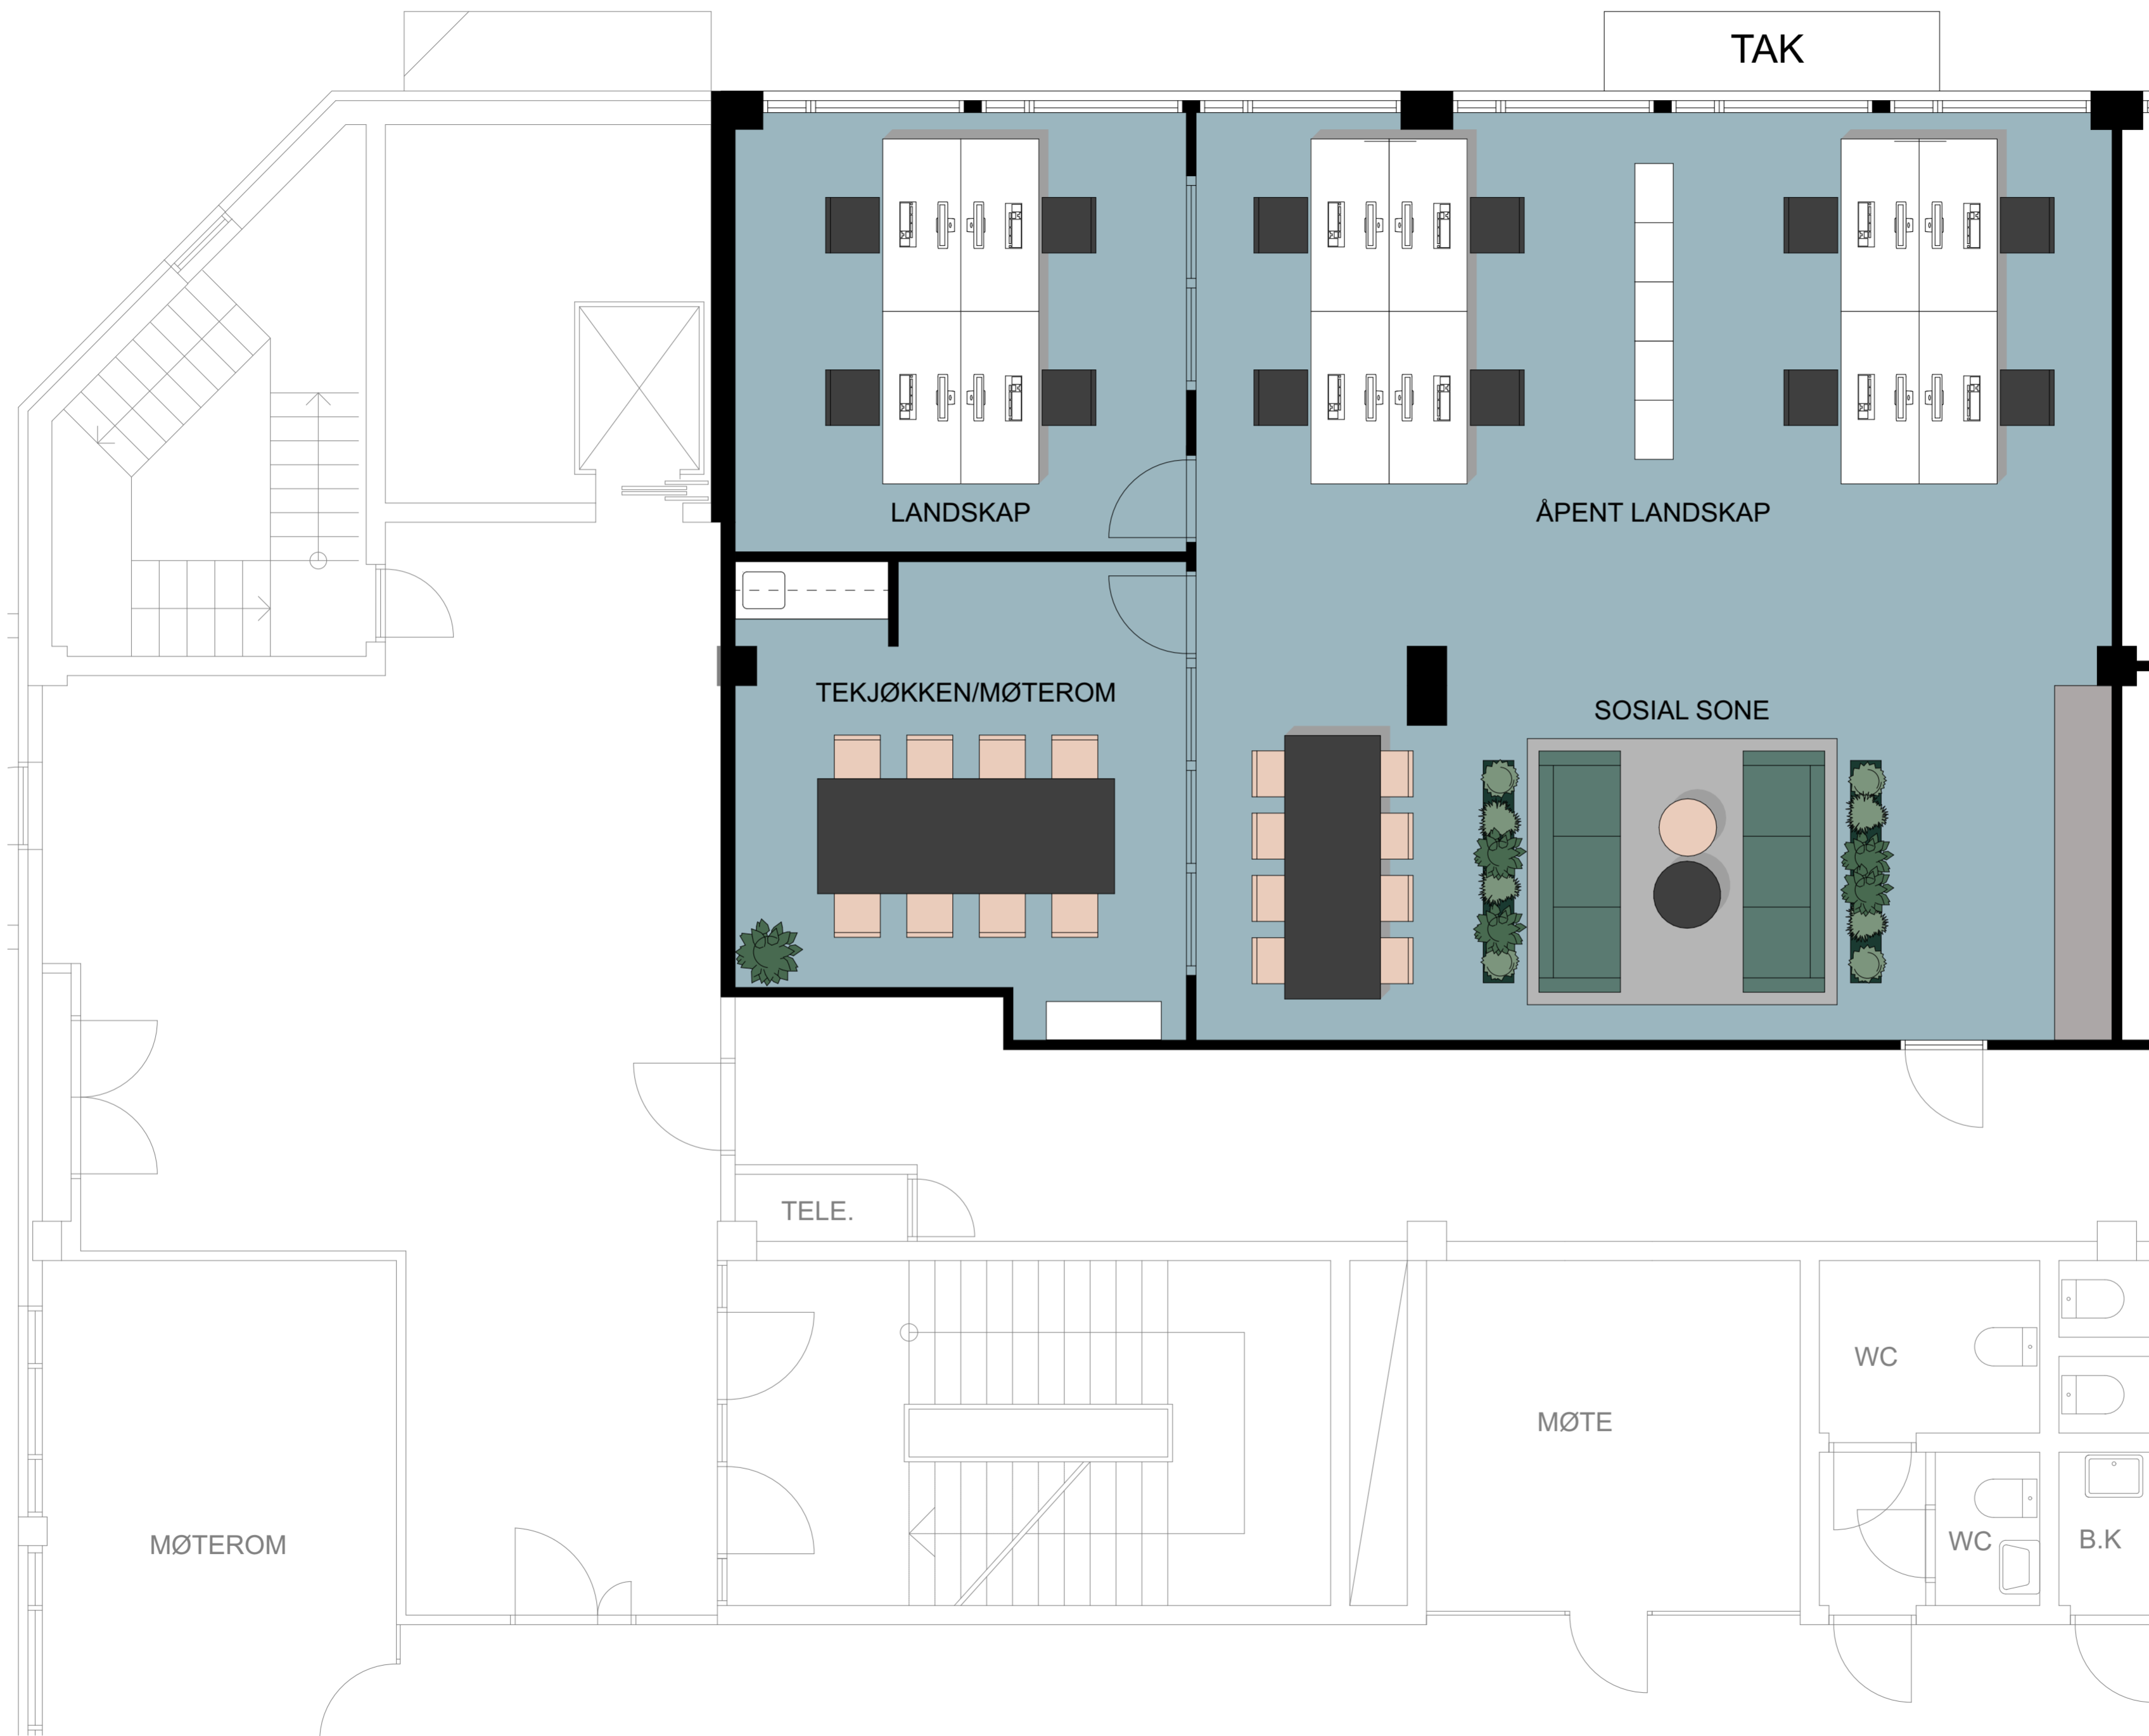 TAK
LANDSKAP
ÅPENT LANDSKAP
TEKJØKKEN/MØTEROM
SOSIAL SONE
TELE.
WC
MØTE
MØTEROM
WC
B.K